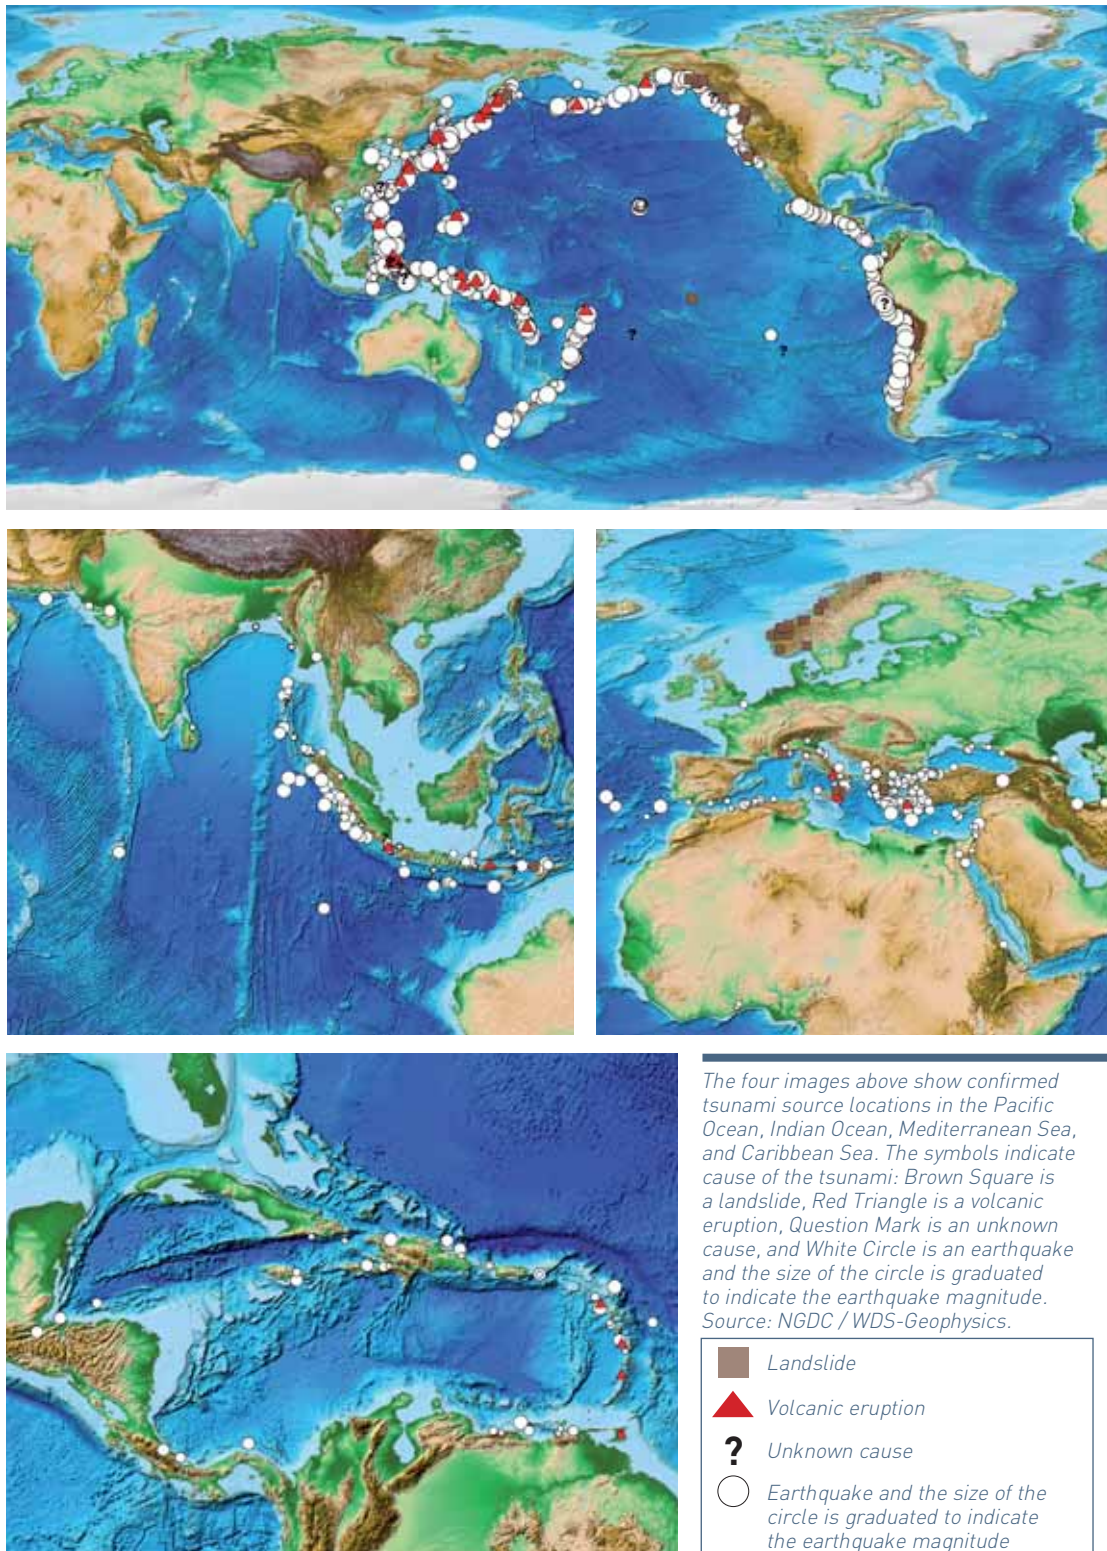 ?
?
?
?
?
?
The four images above show confirmed
tsunami source locations in the Pacific
Ocean, Indian Ocean, Mediterranean Sea,
and Caribbean Sea. The symbols indicate
cause of the tsunami: Brown Square is
a landslide, Red Triangle is a volcanic
eruption, Question Mark is an unknown
cause, and White Circle is an earthquake
and the size of the circle is graduated
to indicate the earthquake magnitude.
Source: NGDC / WDS-Geophysics.
Landslide
Volcanic eruption
? Unknown cause
Earthquake and the size of the
circle is graduated to indicate
the earthquake magnitude